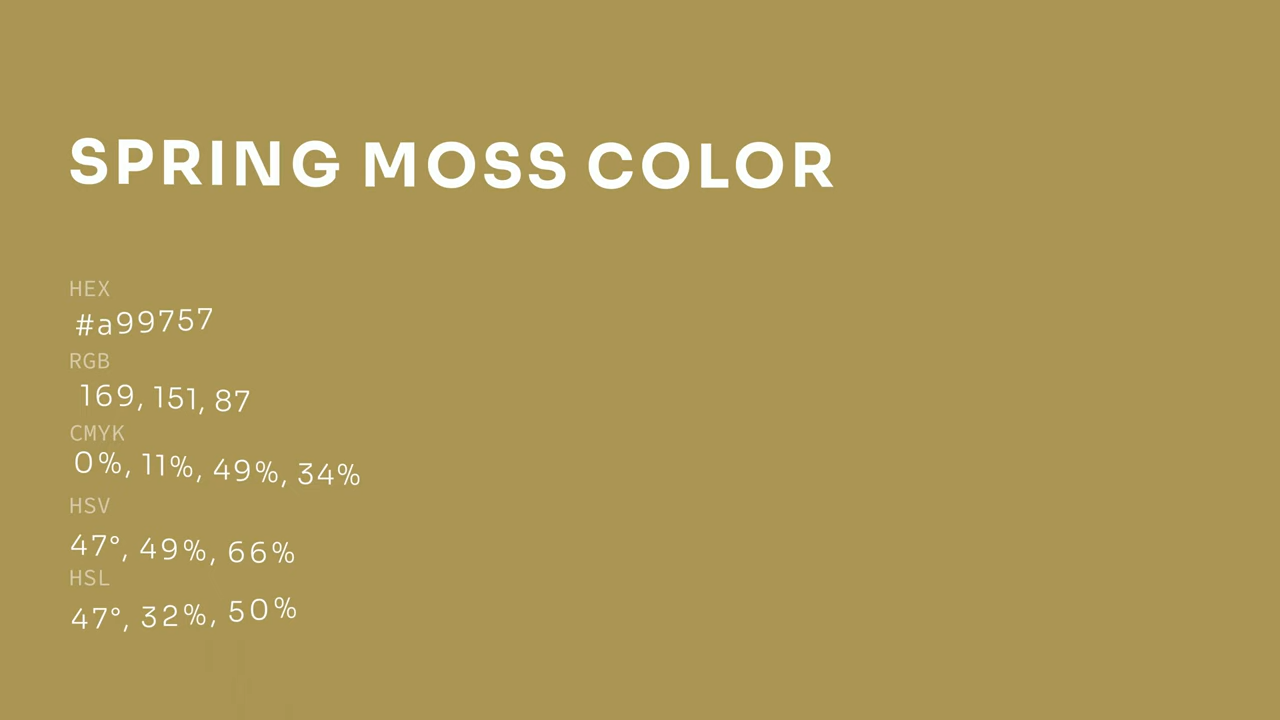 SPRING MOSS COLOR
HEX
#a99757
RGB
169, 151, 87
CMYK
0%, 11%, 49%, 34%
HSV
47°, 49%, 66%
HSL
47°, 32%, 50%